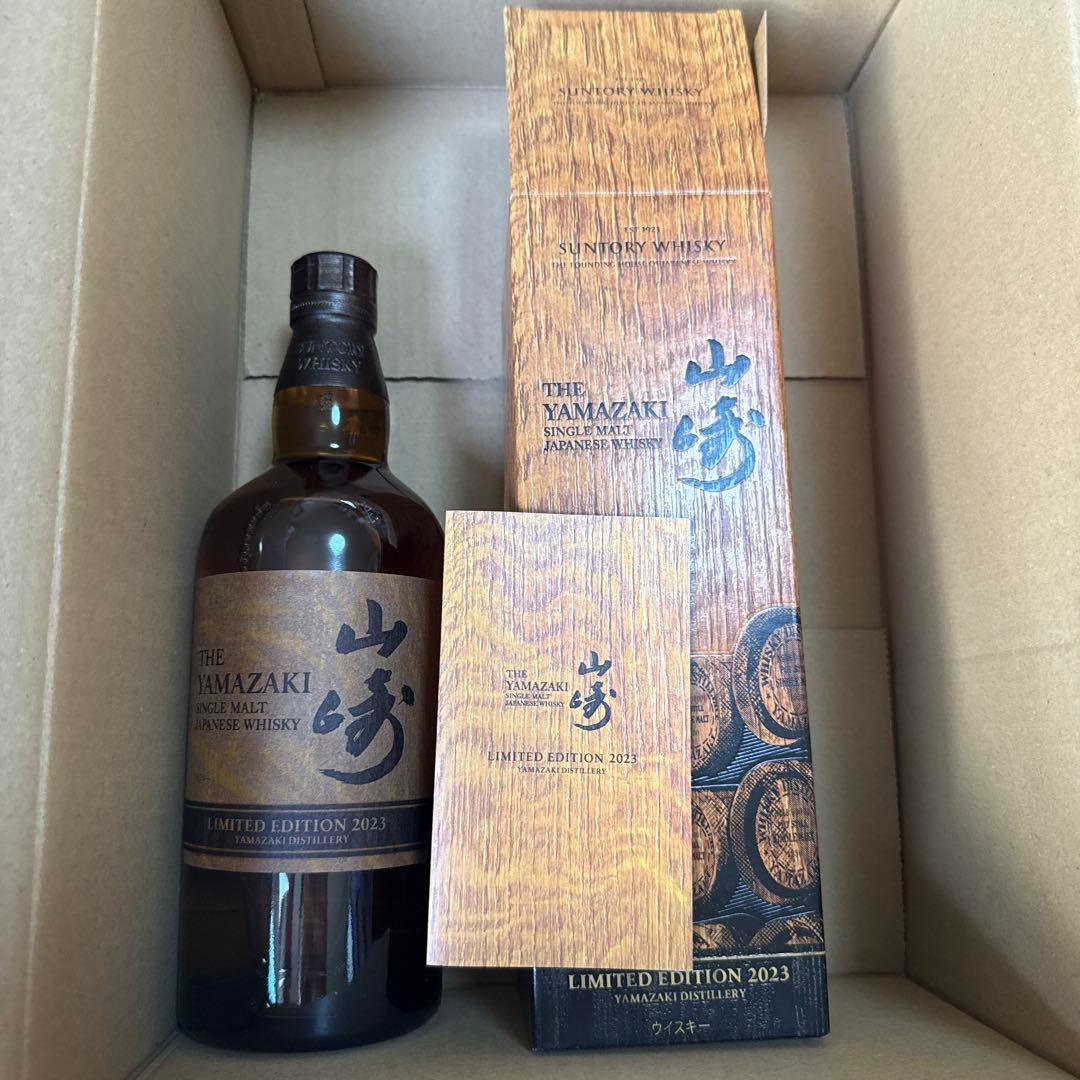 SUNTORY WHISKY
EST 1923
SUNTORY WHISKY
THE FOUNDING HOUSE OF JAPANESE WHISKY
THE
YAMAZAKI
SINGLE MALT
JAPANESE WHISKY
山崎
LIMITED EDITION 2023
YAMAZAKI DISTILLERY
ウイスキー
SUNTORY
WHISKY
THE
YAMAZAKI
SINGLE MALT
JAPANESE WHISKY
山崎
LIMITED EDITION 2023
YAMAZAKI DISTILLERY
THE
YAMAZAKI
SINGLE MALT
JAPANESE WHISKY
山崎
LIMITED EDITION 2023
YAMAZAKI DISTILLERY